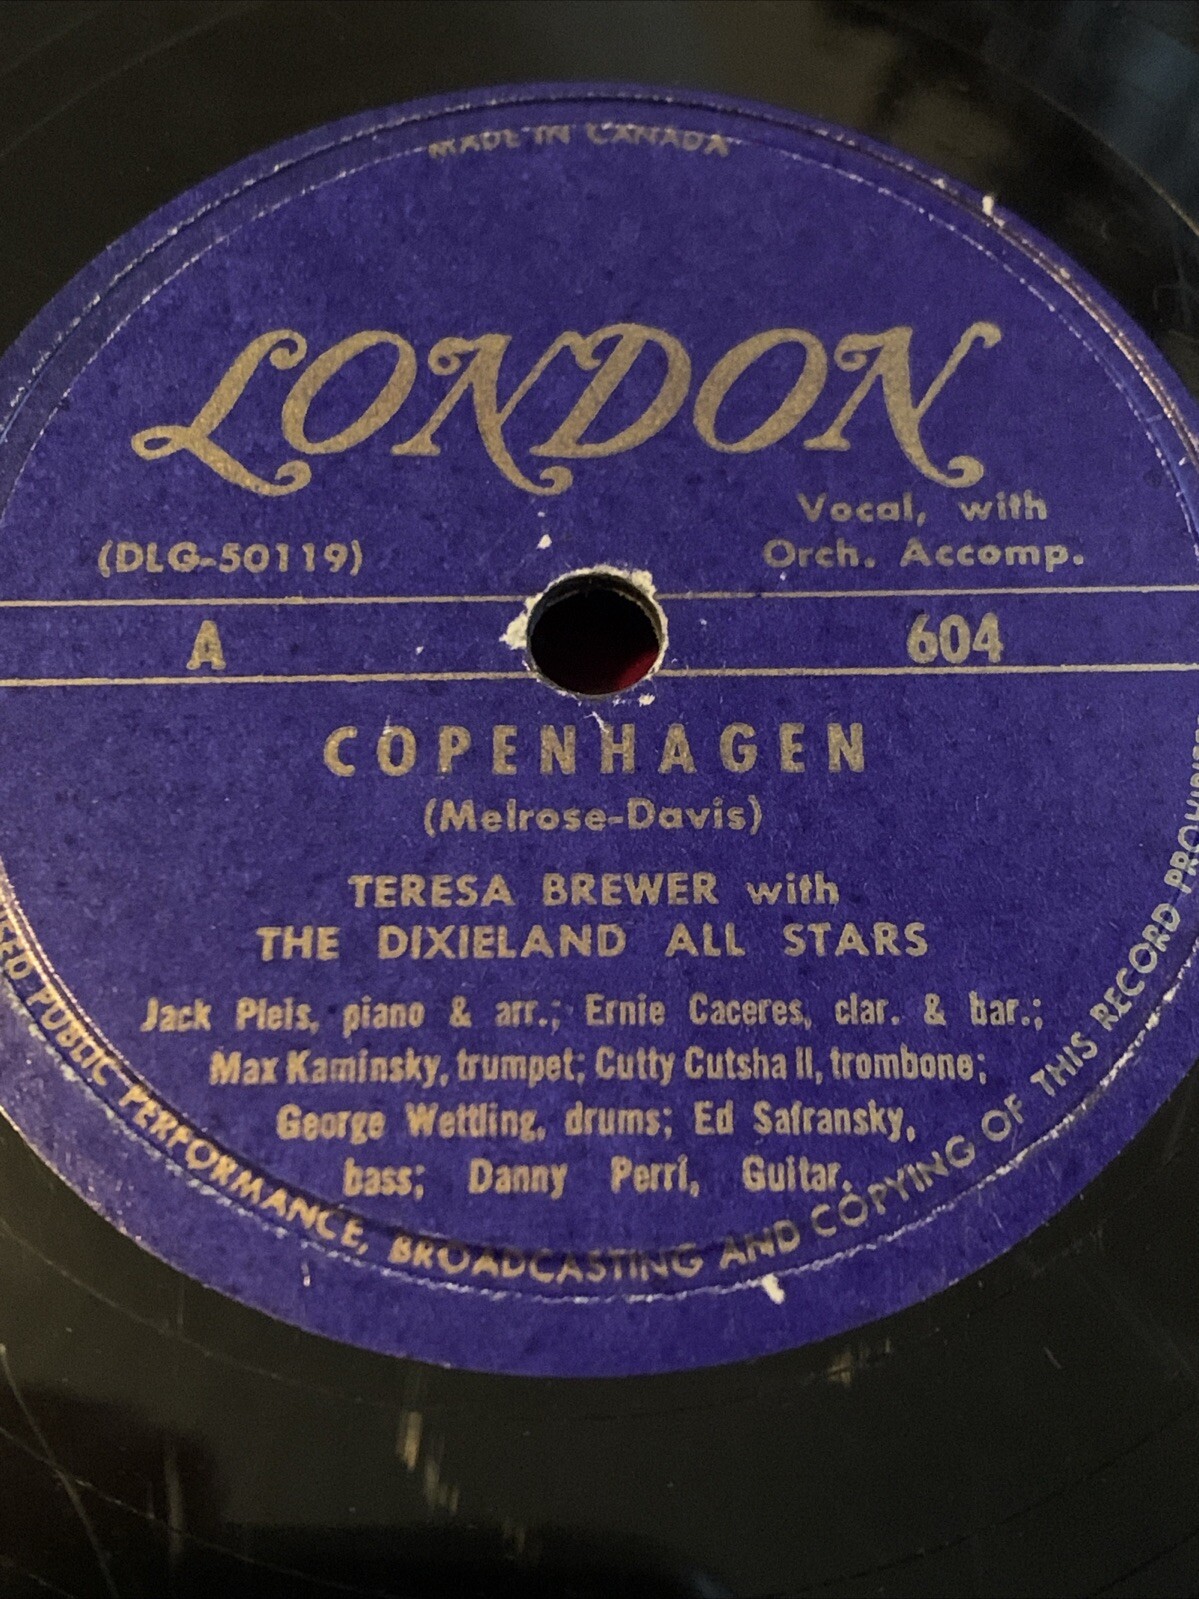 MADE IN CANADA
LONDON
Vocal, with
Orch. Accomp.
(DLG-50119)
A
604
COPENHAGEN
(Melrose-Davis)
TERESA BREWER with
THE DIXIELAND ALL STARS
Jack Pleis, piano & arr.; Ernie Caceres, clar. & bar.;
Max Kaminsky, trumpet; Cutty Cutshall, trombone;
George Wettling, drums; Ed Safransky,
bass; Danny Perri, Guitar.
PUBLIC PERFORMANCE, BROADCASTING AND COPYING OF THIS RECORD